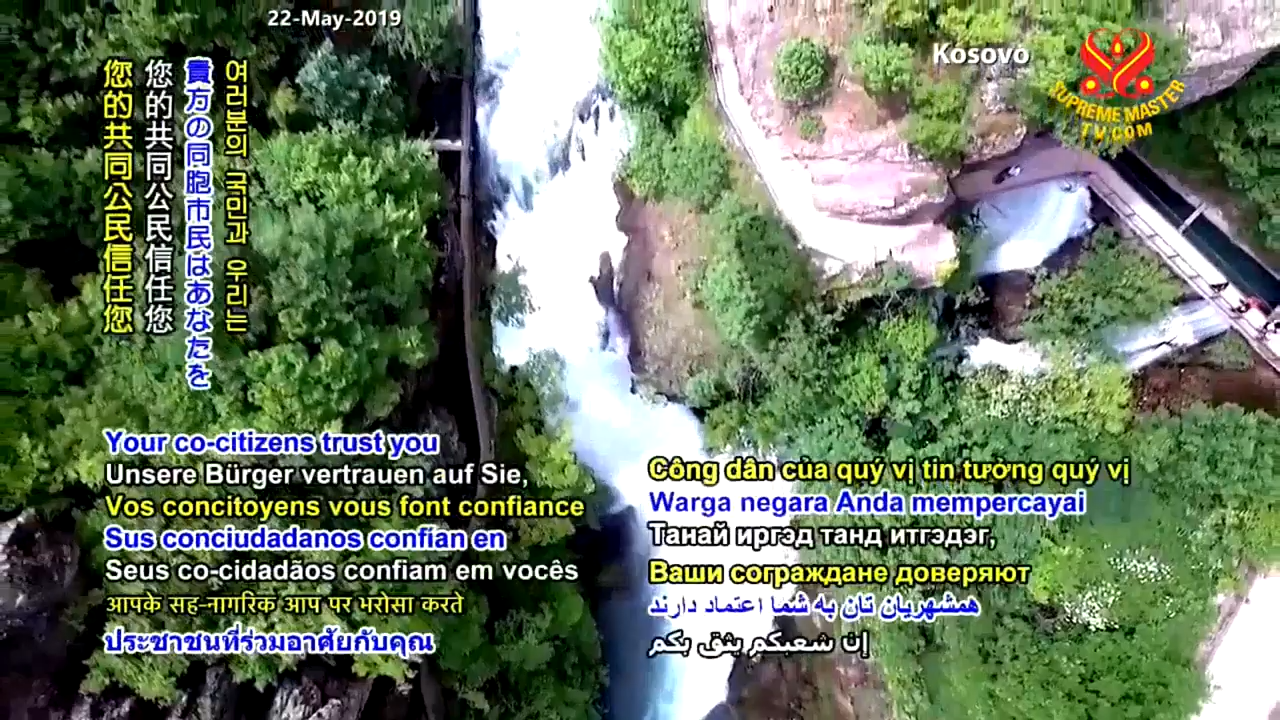 22-May-2019
Kosovo
SUPREME MASTER
TV.COM
您的共同公民信任您
您的共同公民信任您
貴方の同胞市民はあなたを
여러분의 국민과 우리는
Your co-citizens trust you
Unsere Bürger vertrauen auf Sie,
Vos concitoyens vous font confiance
Sus conciudadanos confían en
Seus co-cidadãos confiam em vocês
आपके सह-नागरिक आप पर भरोसा करते
ประชาชนที่ร่วมอาศัยกับคุณ
Công dân của quý vị tin tưởng quý vị
Warga negara Anda mempercayai
Танай иргэд танд итгэдэг,
Ваши сограждане доверяют
همشهریان تان به شما اعتماد دارند
إن شعبكم يثق بكم